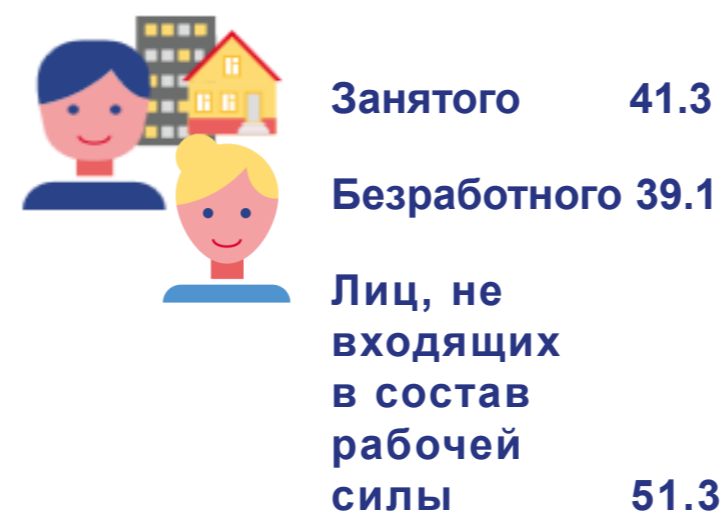 Занятого 41.3
Безработного 39.1
Лиц, не
входящих
в состав
рабочей
силы 51.3